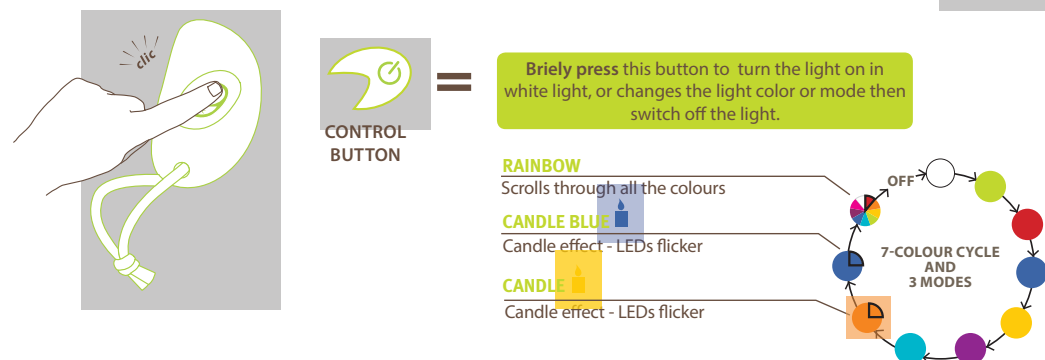 clic
CONTROL
BUTTON
=
Briely press this button to turn the light on in
white light, or changes the light color or mode then
switch off the light.
RAINBOW
Scrolls through all the colours
CANDLE BLUE
Candle effect - LEDs flicker
CANDLE
Candle effect - LEDs flicker
OFF
7-COLOUR CYCLE
AND
3 MODES